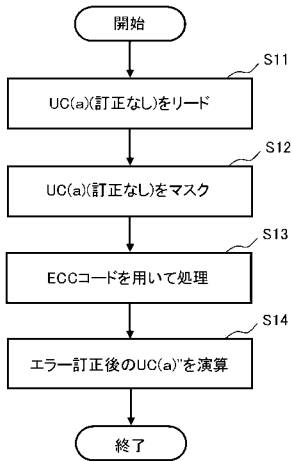 開始
S11
UC(a)(訂正なし)をリード
S12
UC(a)(訂正なし)をマスク
S13
ECCコードを用いて処理
S14
エラー訂正後のUC(a)"を演算
終了